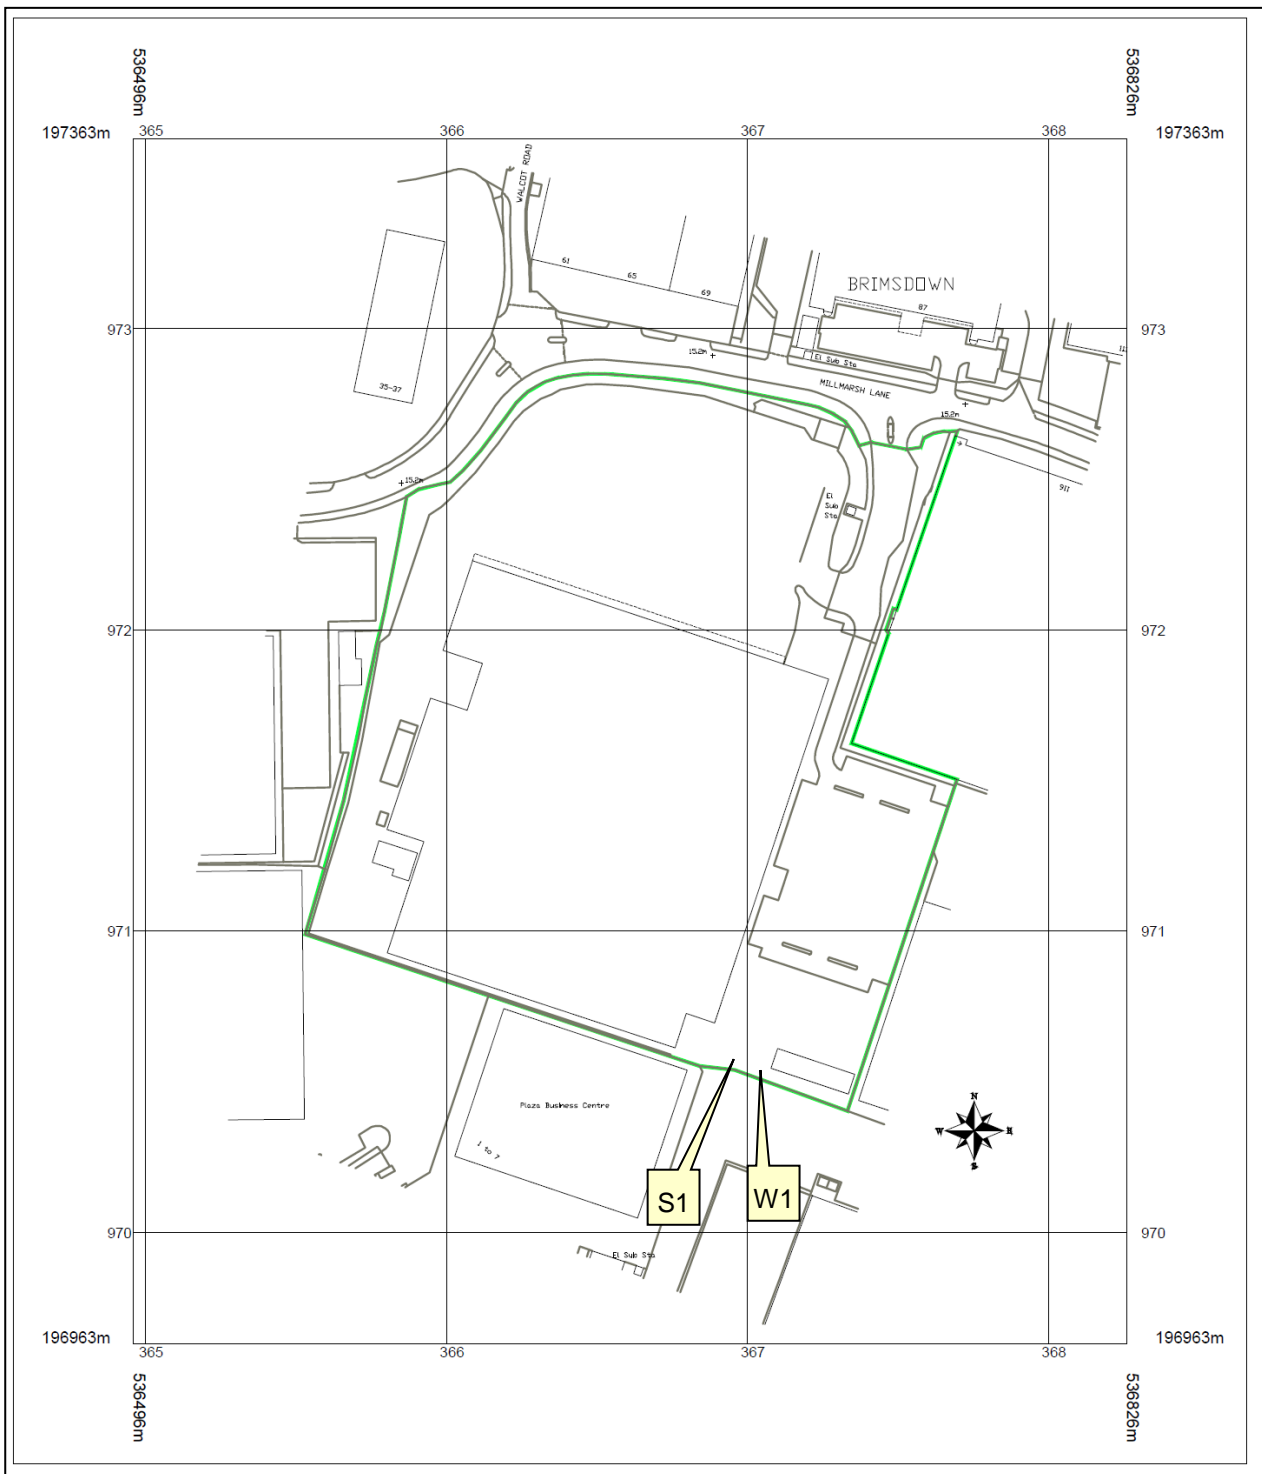 536496m
536826m
197363m
365
366
367
368
197363m
WALCOT ROAD
61
65
69
BRIMSDOWN
87
973
973
15.2m
El Sub Sta
MILLMARSH LANE
35-37
15.2m
15.2m
911
El
Sub
Sta
972
972
971
971
Plaza Business Centre
1 to 7
N
W
E
S
S1
W1
970
970
El Sub Sta
196963m
365
366
367
368
196963m
536496m
536826m